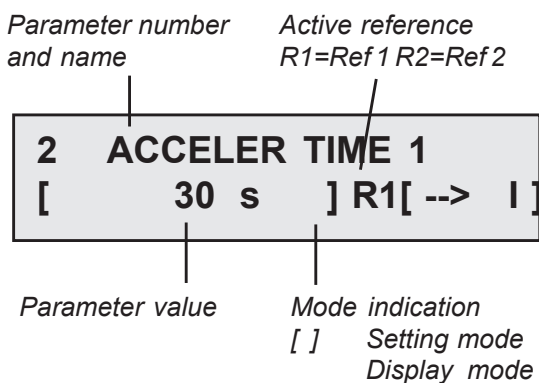 Parameter number
and name
Active reference
R1=Ref 1 R2=Ref 2
2 ACCELER TIME 1
[ 30 s ] R1[ --> I ]
Parameter value
Mode indication
[ ] Setting mode
Display mode